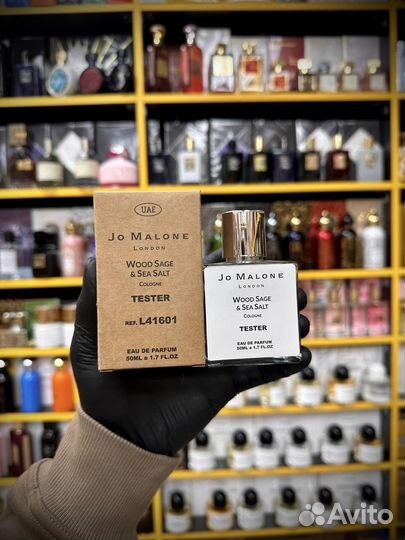 UAE
JO MALONE
LONDON
WOOD SAGE
& SEA SALT
COLOGNE
TESTER
REF. L41601
EAU DE PARFUM
50ML e 1.7 FL.OZ
JO MALONE
LONDON
WOOD SAGE
& SEA SALT
COLOGNE
TESTER
EAU DE PARFUM
50ML e 1.7 FL.OZ
Avito